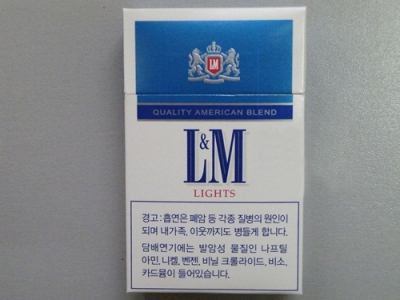 LM
QUALITY AMERICAN BLEND
L&M
LIGHTS
경고 : 흡연은 폐암 등 각종 질병의 원인이
되며 내가족, 이웃까지도 병들게 합니다.
담배연기에는 발암성 물질인 나프틸
아민, 니켈, 벤젠, 비닐 크롤라이드, 비소,
카드뮴이 들어있습니다.